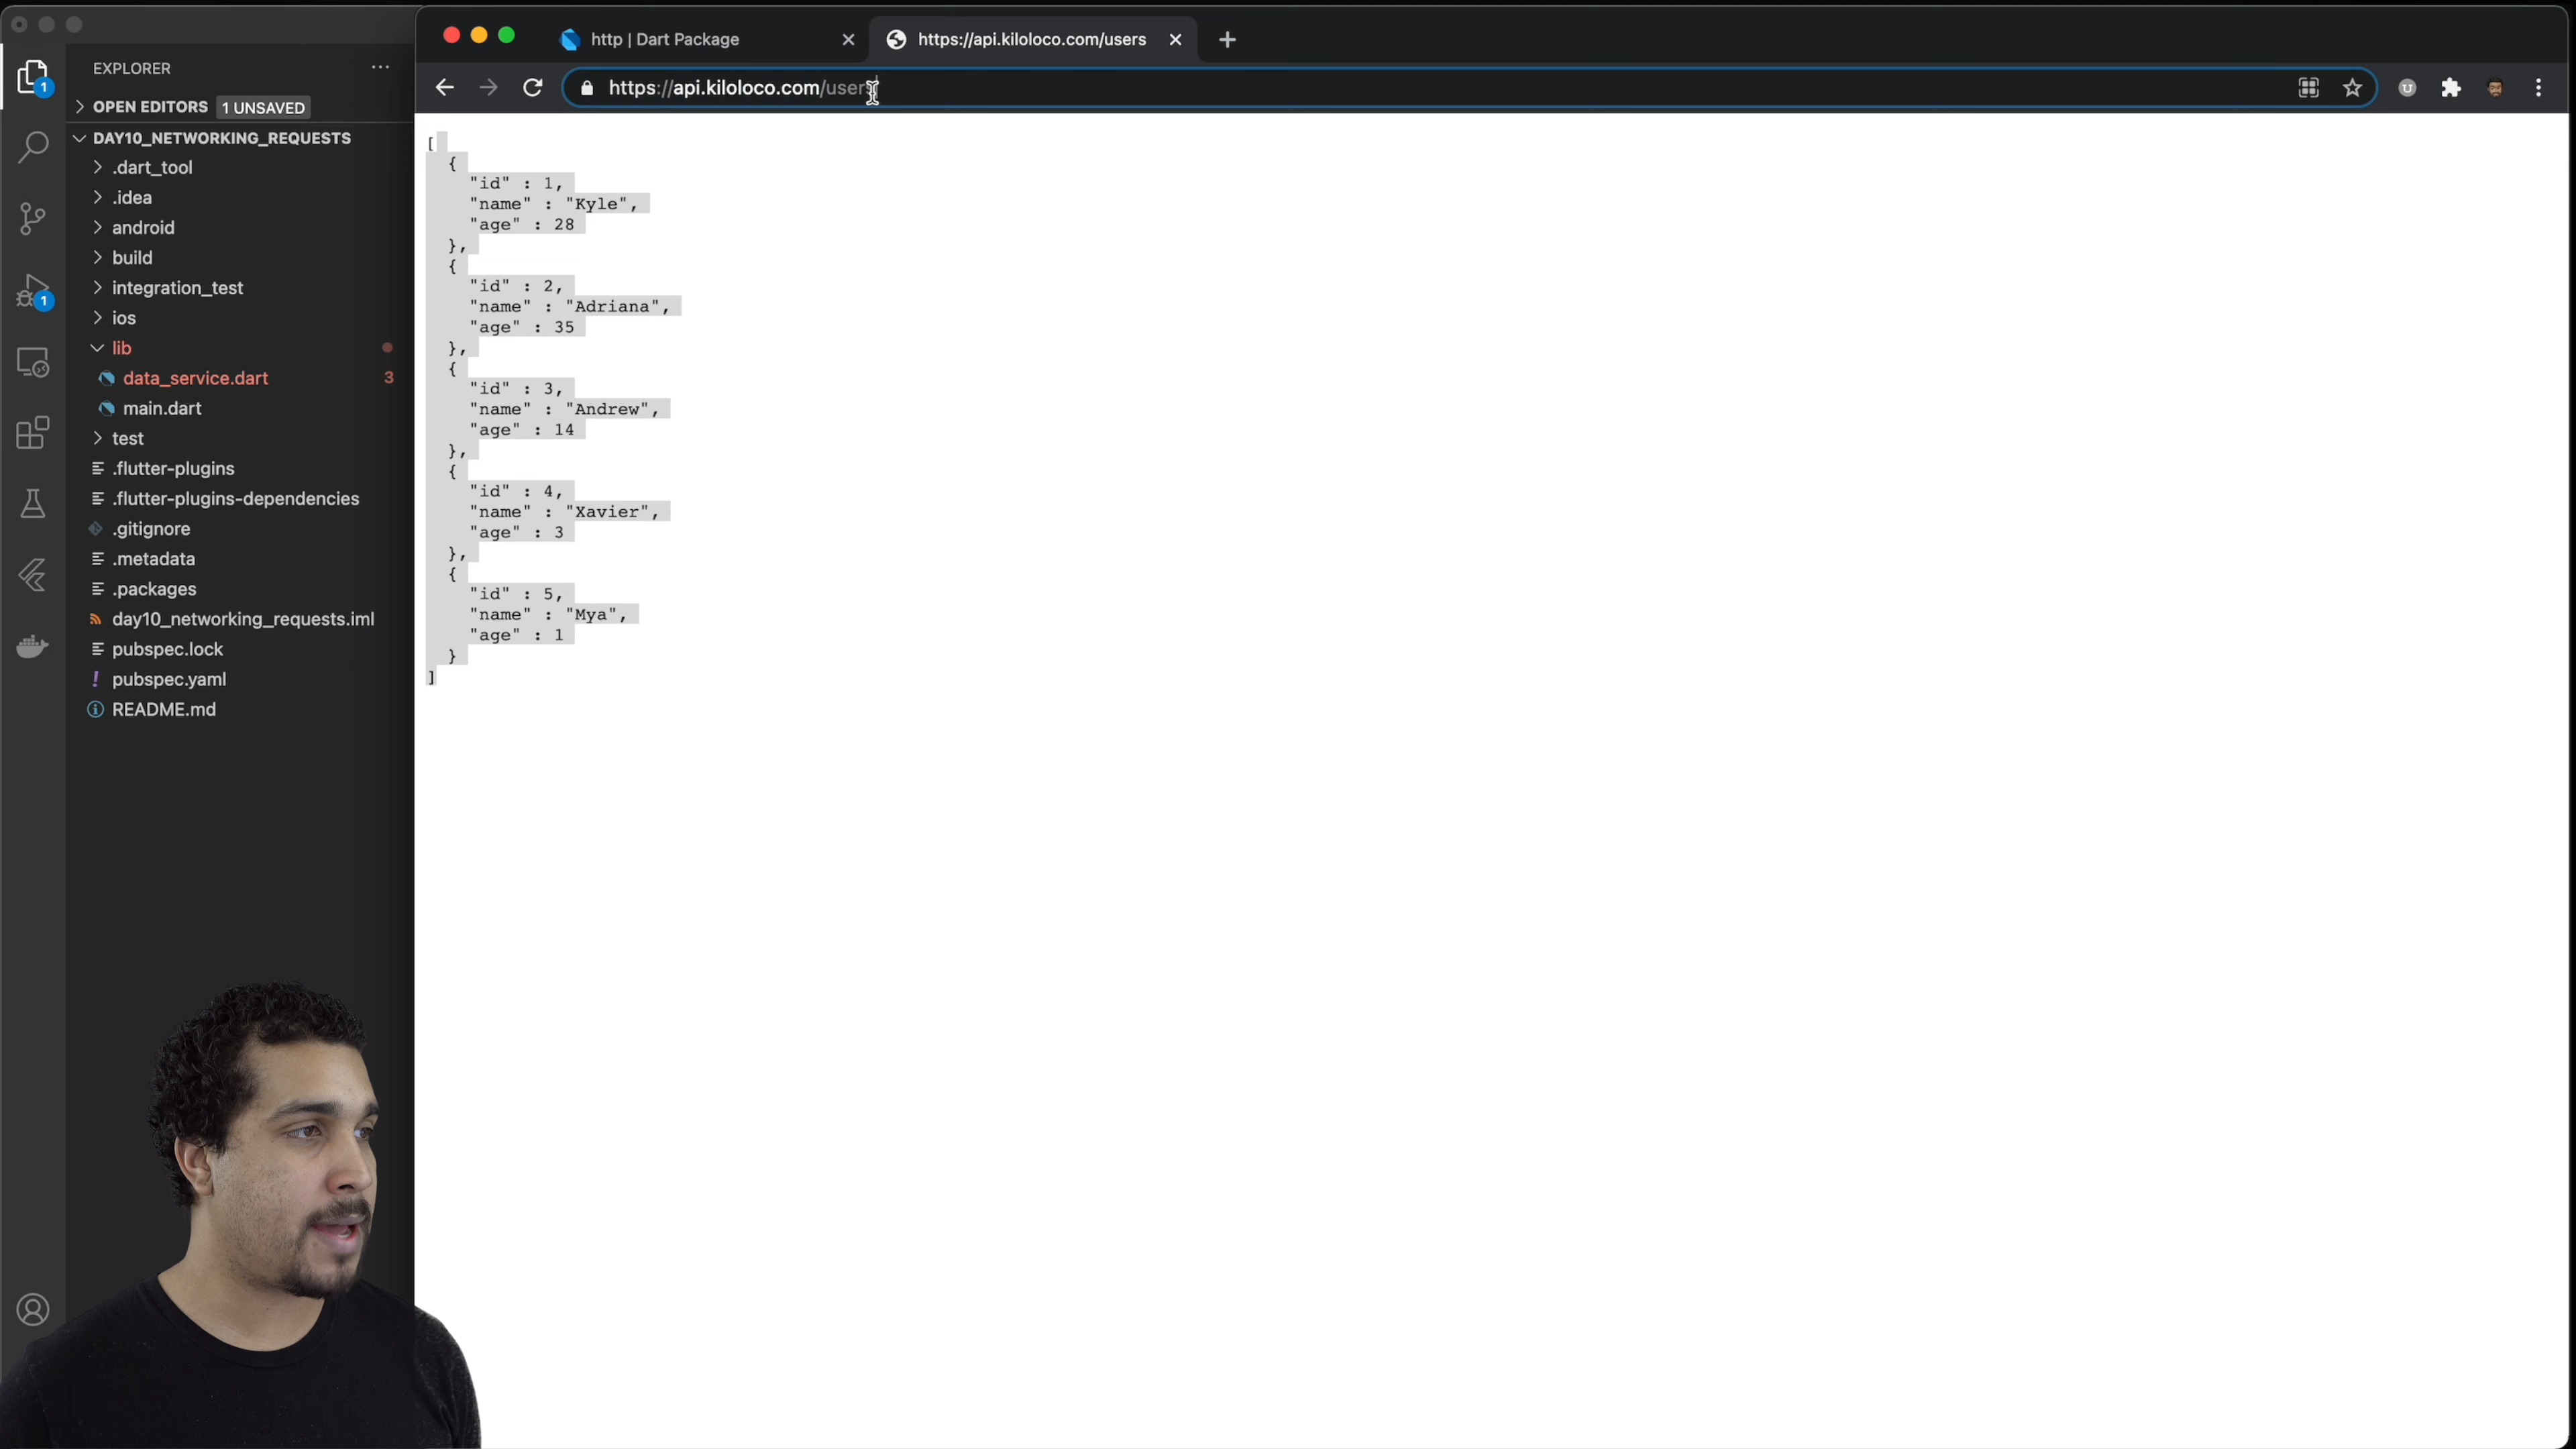 http | Dart Package
https://api.kiloloco.com/users
https://api.kiloloco.com/users
EXPLORER
OPEN EDITORS 1 UNSAVED
DAY10_NETWORKING_REQUESTS
.dart_tool
.idea
android
build
integration_test
ios
lib
data_service.dart 3
main.dart
test
.flutter-plugins
.flutter-plugins-dependencies
.gitignore
.metadata
.packages
day10_networking_requests.iml
pubspec.lock
pubspec.yaml
README.md
1
1
[
{
"id" : 1,
"name" : "Kyle",
"age" : 28
},
{
"id" : 2,
"name" : "Adriana",
"age" : 35
},
{
"id" : 3,
"name" : "Andrew",
"age" : 14
},
{
"id" : 4,
"name" : "Xavier",
"age" : 3
},
{
"id" : 5,
"name" : "Mya",
"age" : 1
}
]